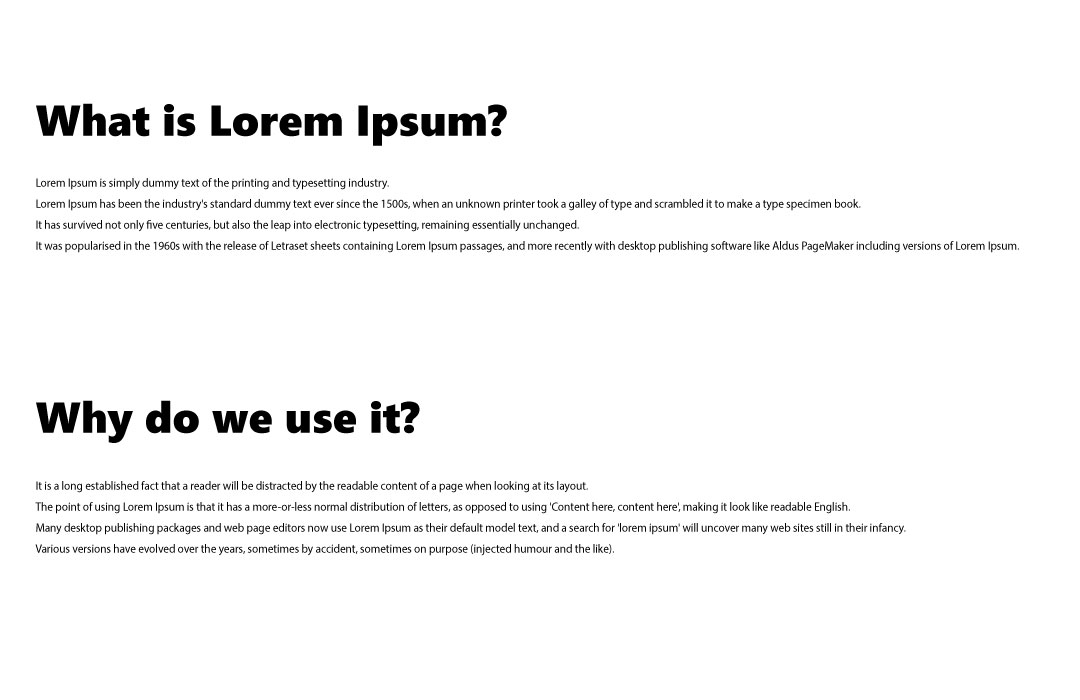 What is Lorem Ipsum?
Lorem Ipsum is simply dummy text of the printing and typesetting industry.
Lorem Ipsum has been the industry's standard dummy text ever since the 1500s, when an unknown printer took a galley of type and scrambled it to make a type specimen book.
It has survived not only five centuries, but also the leap into electronic typesetting, remaining essentially unchanged.
It was popularised in the 1960s with the release of Letraset sheets containing Lorem Ipsum passages, and more recently with desktop publishing software like Aldus PageMaker including versions of Lorem Ipsum.
Why do we use it?
It is a long established fact that a reader will be distracted by the readable content of a page when looking at its layout.
The point of using Lorem Ipsum is that it has a more-or-less normal distribution of letters, as opposed to using 'Content here, content here', making it look like readable English.
Many desktop publishing packages and web page editors now use Lorem Ipsum as their default model text, and a search for 'lorem ipsum' will uncover many web sites still in their infancy.
Various versions have evolved over the years, sometimes by accident, sometimes on purpose (injected humour and the like).